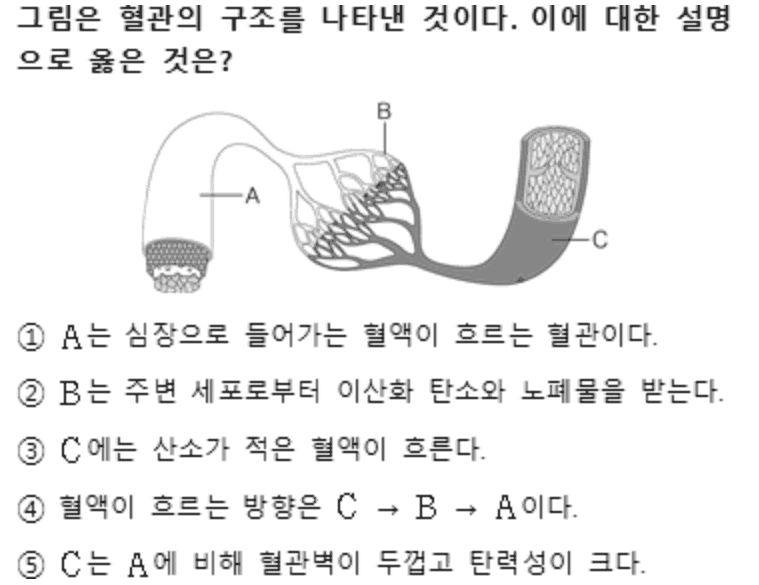 그림은 혈관의 구조를 나타낸 것이다. 이에 대한 설명
으로 옳은 것은?
B
A
C
① A는 심장으로 들어가는 혈액이 흐르는 혈관이다.
② B는 주변 세포로부터 이산화 탄소와 노폐물을 받는다.
③ C에는 산소가 적은 혈액이 흐른다.
④ 혈액이 흐르는 방향은 C → B → A이다.
⑤ C는 A에 비해 혈관벽이 두껍고 탄력성이 크다.